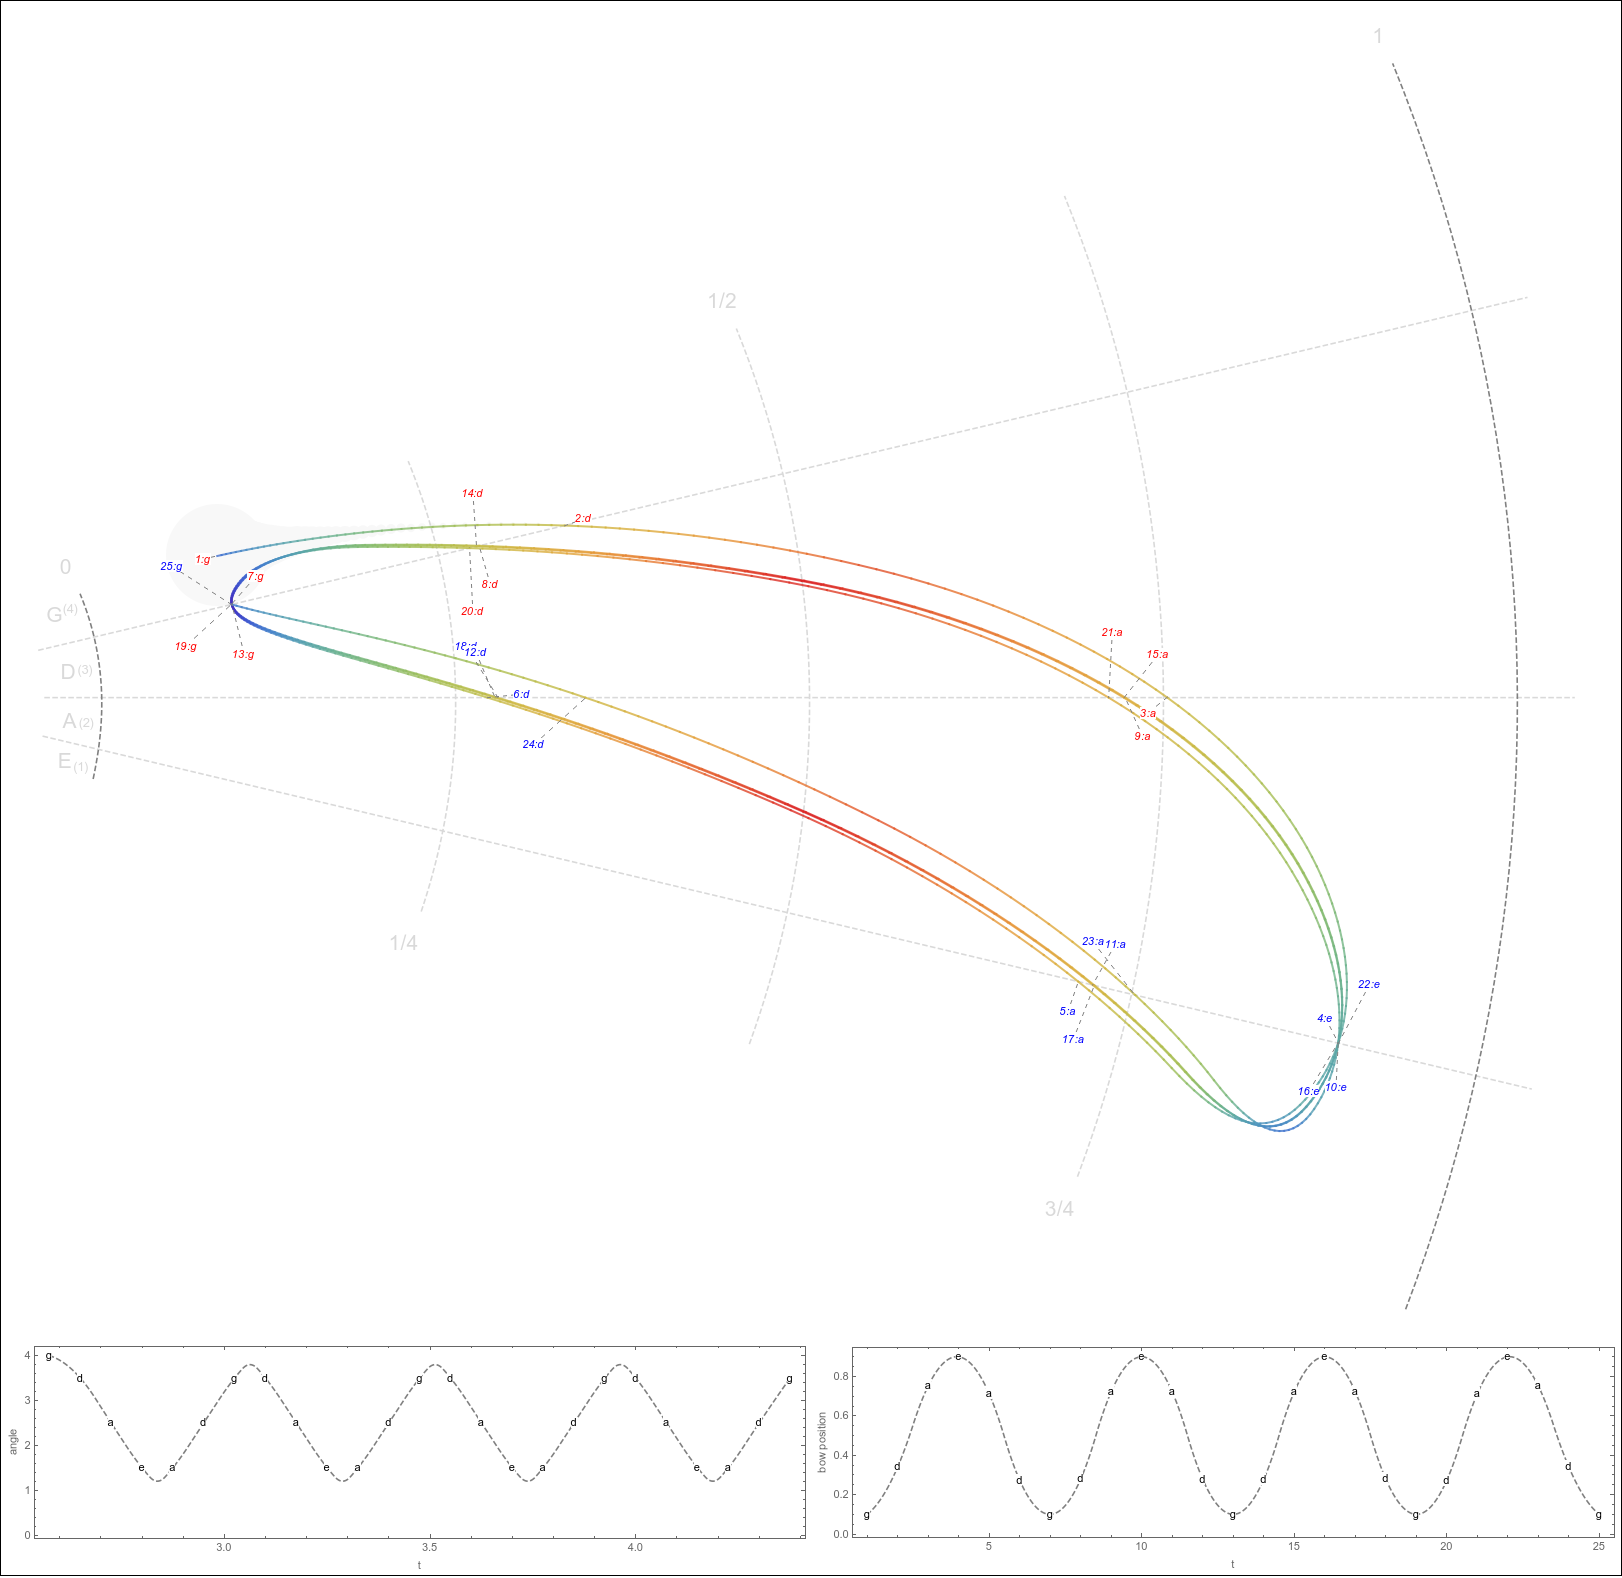 1
1/2
14:d
2:d
1:g
25:g
7:g
0
8:d
G(4)
20:d
21:a
19:g
18:d
12:d
13:g
15:a
D(3)
6:d
3:a
A(2)
9:a
24:d
E(1)
1/4
23:a
11:a
22:e
5:a
4:e
17:a
16:e
10:e
3/4
4
3
2
1
0
angle
g d a e a d g d a e a d g d a e a d g d a e a d g
3.0 3.5 4.0
t
0.8
0.6
0.4
0.2
0.0
bow position
g d a e a d g d a e a d g d a e a d g d a e a d g
5 10 15 20 25
t